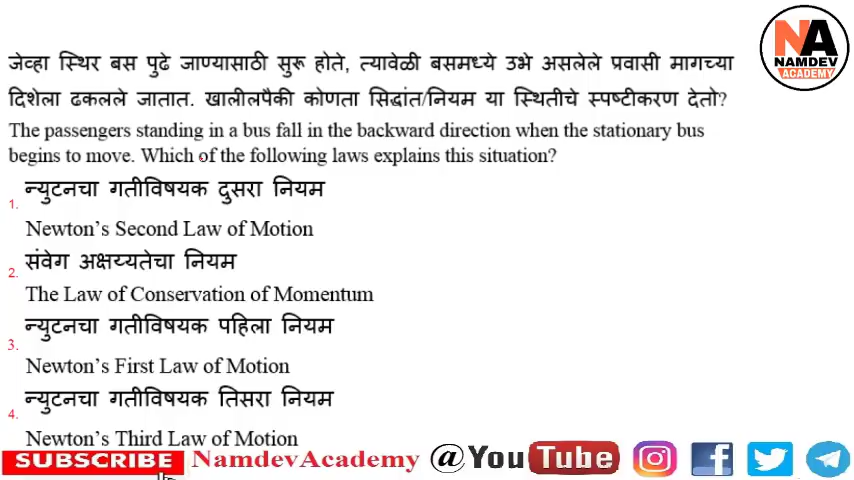 NA
NAMDEV
ACADEMY
जेव्हा स्थिर बस पुढे जाण्यासाठी सुरू होते, त्यावेळी बसमध्ये उभे असलेले प्रवासी मागच्या
दिशेला ढकलले जातात. खालीलपैकी कोणता सिद्धांत/नियम या स्थितीचे स्पष्टीकरण देतो?
The passengers standing in a bus fall in the backward direction when the stationary bus
begins to move. Which of the following laws explains this situation?
1. न्युटनचा गतीविषयक दुसरा नियम
Newton's Second Law of Motion
2. संवेग अक्षय्यतेचा नियम
The Law of Conservation of Momentum
3. न्युटनचा गतीविषयक पहिला नियम
Newton's First Law of Motion
4. न्युटनचा गतीविषयक तिसरा नियम
Newton's Third Law of Motion
SUBSCRIBE NamdevAcademy @YouTube